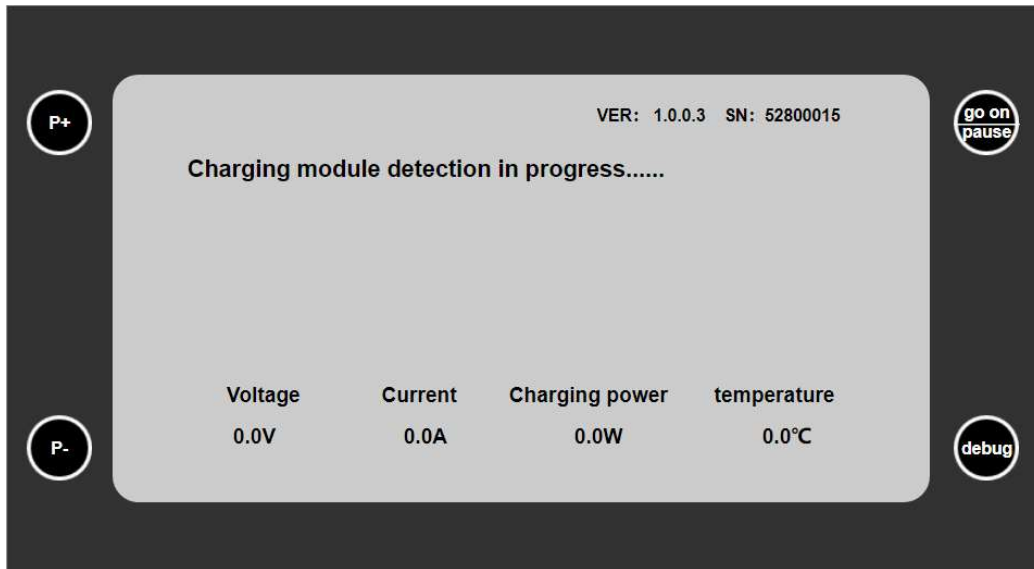 P+
go on
pause
VER： 1.0.0.3 SN： 52800015
Charging module detection in progress......
Voltage Current Charging power temperature
0.0V 0.0A 0.0W 0.0℃
P-
debug